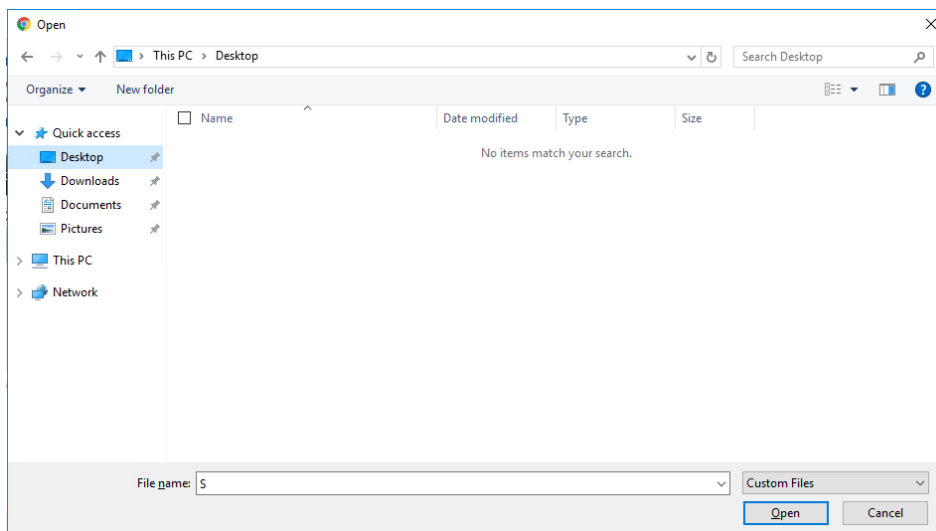 Open
This PC > Desktop
Search Desktop
Organize
New folder
Name
Date modified
Type
Size
No items match your search.
Quick access
Desktop
Downloads
Documents
Pictures
This PC
Network
File name: S
Custom Files
Open
Cancel